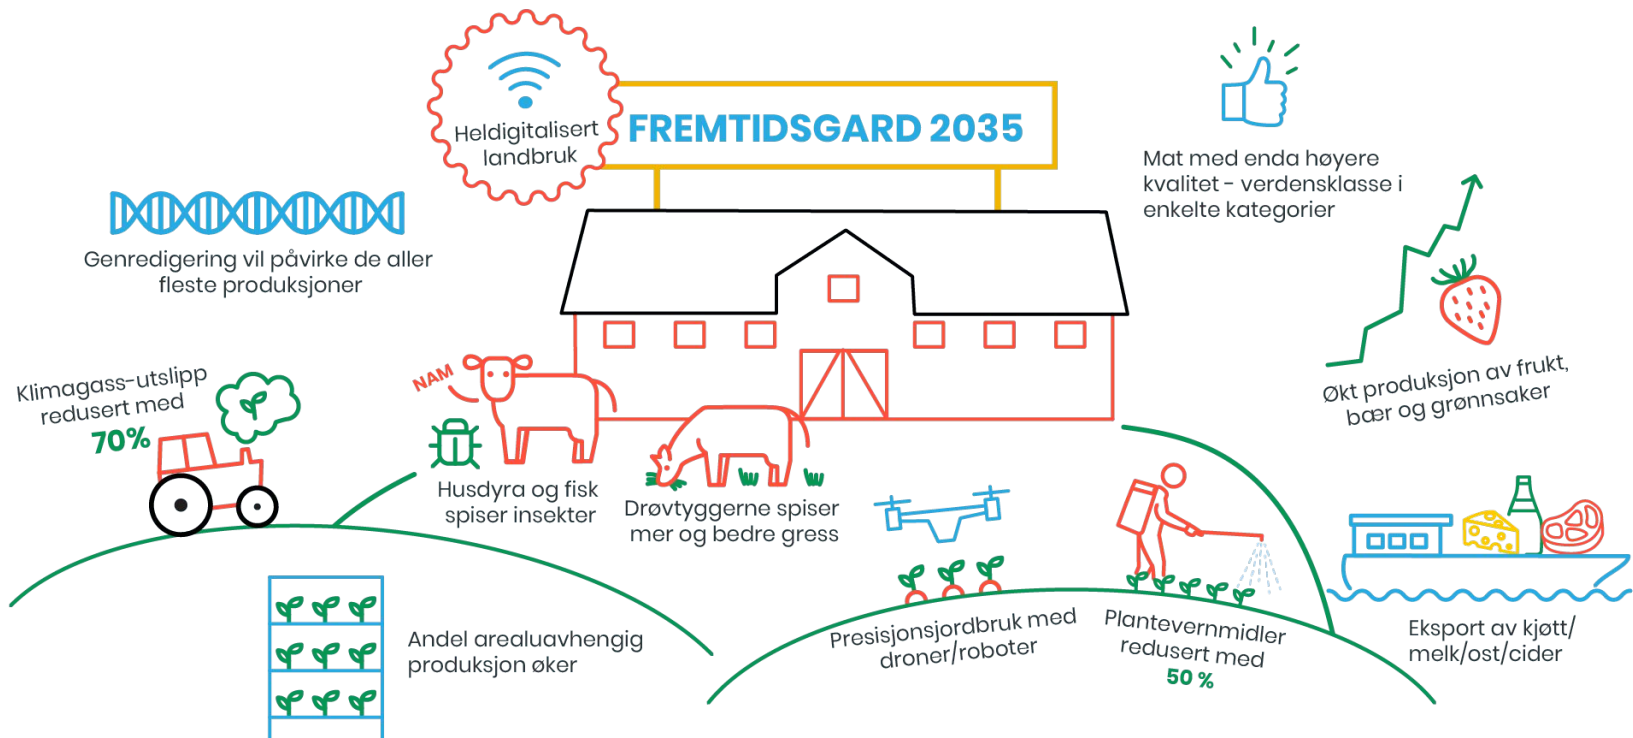 Heldigitalisert
landbruk
FREMTIDSGARD 2035
Mat med enda høyere
kvalitet - verdensklasse i
enkelte kategorier
Genredigering vil påvirke de aller
fleste produksjoner
Klimagass-utslipp
redusert med
70%
NAM
Husdyra og fisk
spiser insekter
Drøvtyggerne spiser
mer og bedre gress
Økt produksjon av frukt,
bær og grønnsaker
Andel arealuavhengig
produksjon øker
Presisjonsjordbruk med
droner/roboter
Plantevernmidler
redusert med
50 %
Eksport av kjøtt/
melk/ost/cider